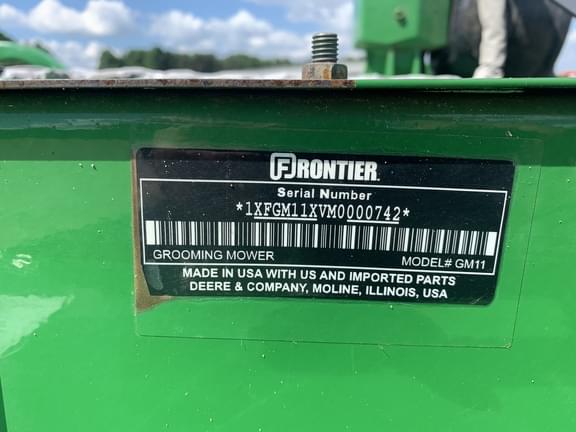 FRONTIER
Serial Number
*1XFGM11XVM0000742*
GROOMING MOWER MODEL# GM11
MADE IN USA WITH US AND IMPORTED PARTS
DEERE & COMPANY, MOLINE, ILLINOIS, USA